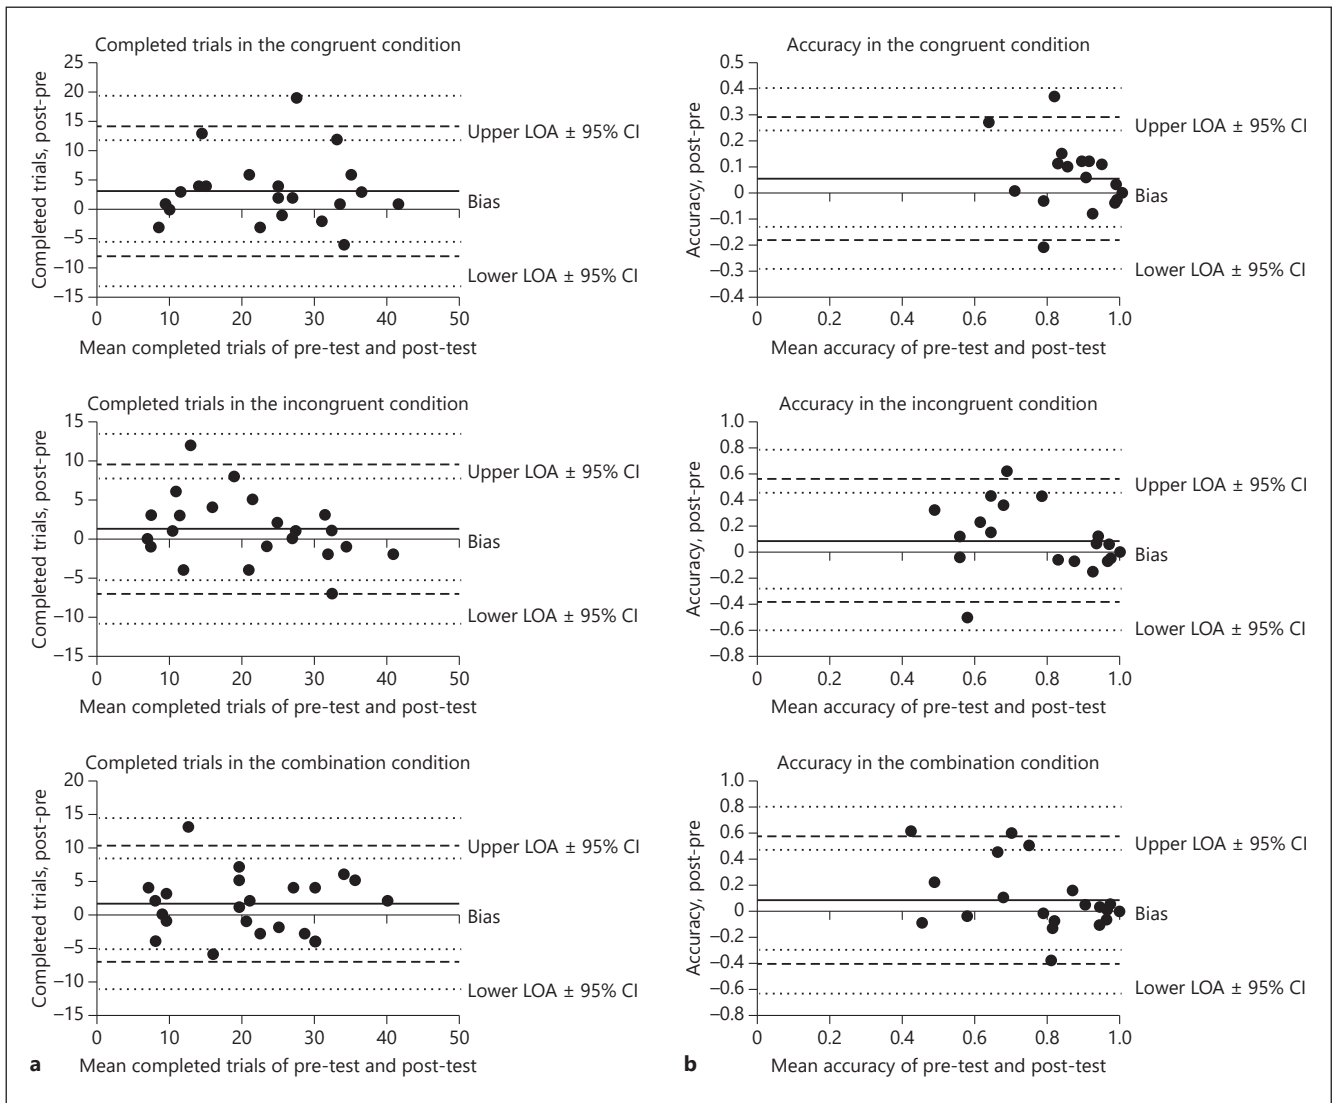 Completed trials in the congruent condition
Completed trials, post-pre
25
20
15
10
5
0
−5
−10
−15
Upper LOA ± 95% CI
Bias
Lower LOA ± 95% CI
0 10 20 30 40 50
Mean completed trials of pre-test and post-test
Accuracy in the congruent condition
Accuracy, post-pre
0.5
0.4
0.3
0.2
0.1
0
−0.1
−0.2
−0.3
−0.4
Upper LOA ± 95% CI
Bias
Lower LOA ± 95% CI
0 0.2 0.4 0.6 0.8 1.0
Mean accuracy of pre-test and post-test
Completed trials in the incongruent condition
Completed trials, post-pre
15
10
5
0
−5
−10
−15
Upper LOA ± 95% CI
Bias
Lower LOA ± 95% CI
0 10 20 30 40 50
Mean completed trials of pre-test and post-test
Accuracy in the incongruent condition
Accuracy, post-pre
1.0
0.8
0.6
0.4
0.2
0
−0.2
−0.4
−0.6
−0.8
Upper LOA ± 95% CI
Bias
Lower LOA ± 95% CI
0 0.2 0.4 0.6 0.8 1.0
Mean accuracy of pre-test and post-test
Completed trials in the combination condition
Completed trials, post-pre
20
15
10
5
0
−5
−10
−15
Upper LOA ± 95% CI
Bias
Lower LOA ± 95% CI
0 10 20 30 40 50
Mean completed trials of pre-test and post-test
a
Accuracy in the combination condition
Accuracy, post-pre
1.0
0.8
0.6
0.4
0.2
0
−0.2
−0.4
−0.6
−0.8
Upper LOA ± 95% CI
Bias
Lower LOA ± 95% CI
0 0.2 0.4 0.6 0.8 1.0
Mean accuracy of pre-test and post-test
b